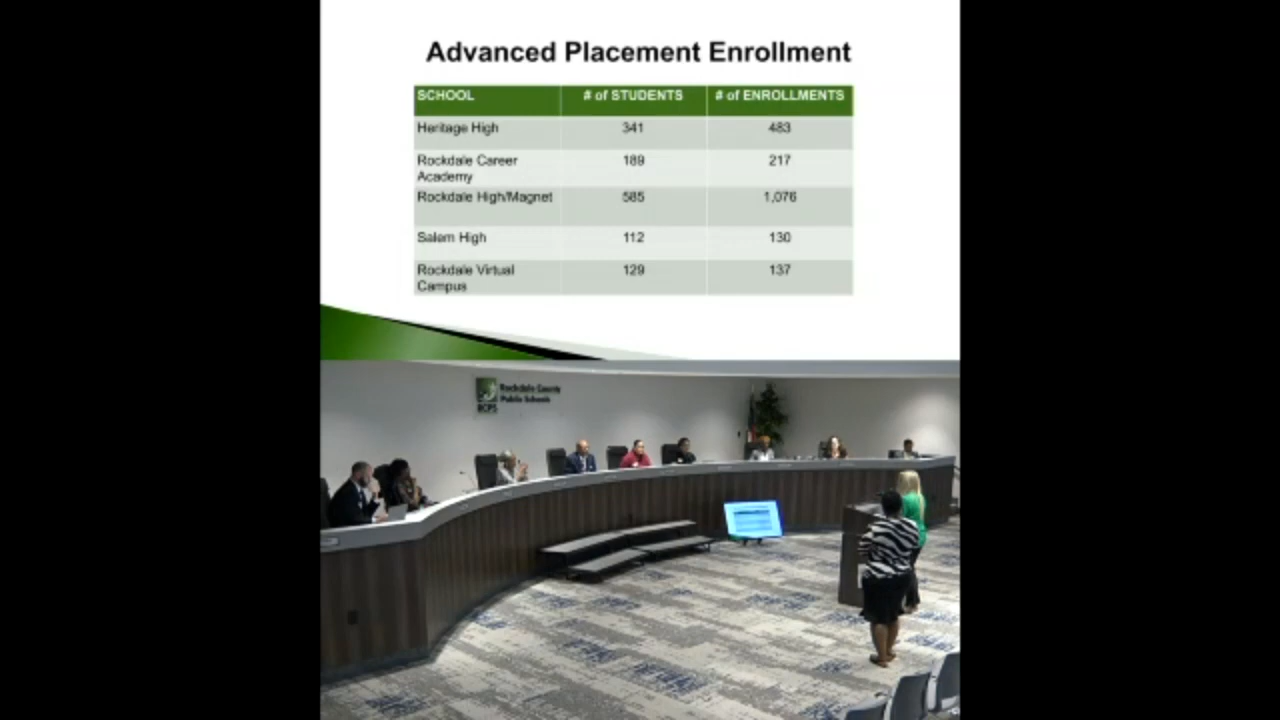 Advanced Placement Enrollment
SCHOOL # of STUDENTS # of ENROLLMENTS
Heritage High 341 483
Rockdale Career
Academy 189 217
Rockdale High/Magnet 585 1,076
Salem High 112 130
Rockdale Virtual
Campus 129 137
Rockdale County
Public Schools
RCPS